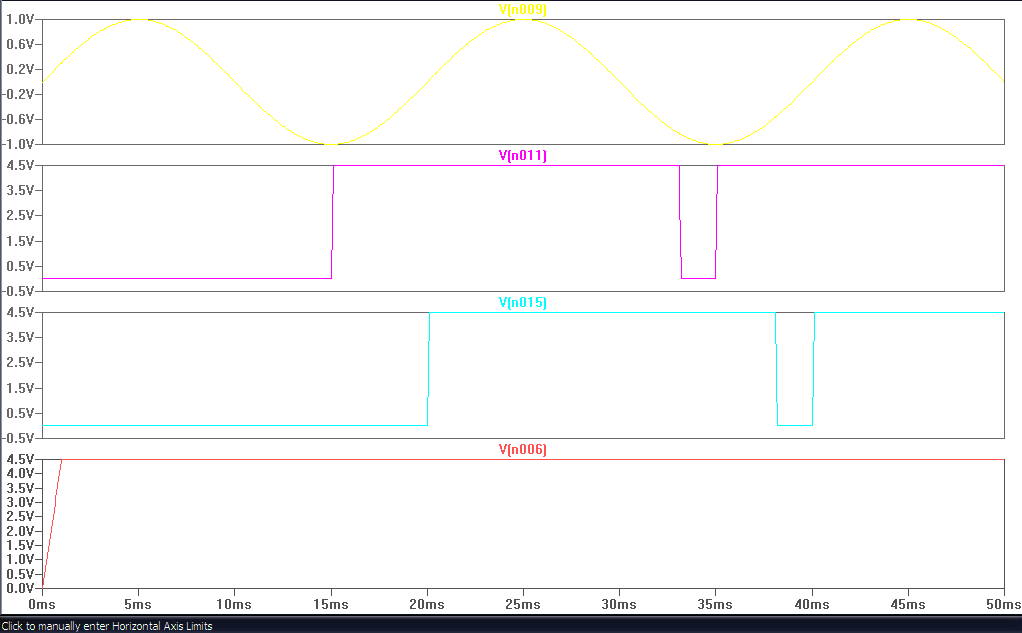 V(n009)
1.0V
0.6V
0.2V
-0.2V
-0.6V
-1.0V
V(n011)
4.5V
3.5V
2.5V
1.5V
0.5V
-0.5V
V(n015)
4.5V
3.5V
2.5V
1.5V
0.5V
-0.5V
V(n006)
4.5V
4.0V
3.5V
3.0V
2.5V
2.0V
1.5V
1.0V
0.5V
0.0V
0ms 5ms 10ms 15ms 20ms 25ms 30ms 35ms 40ms 45ms 50ms
Click to manually enter Horizontal Axis Limits